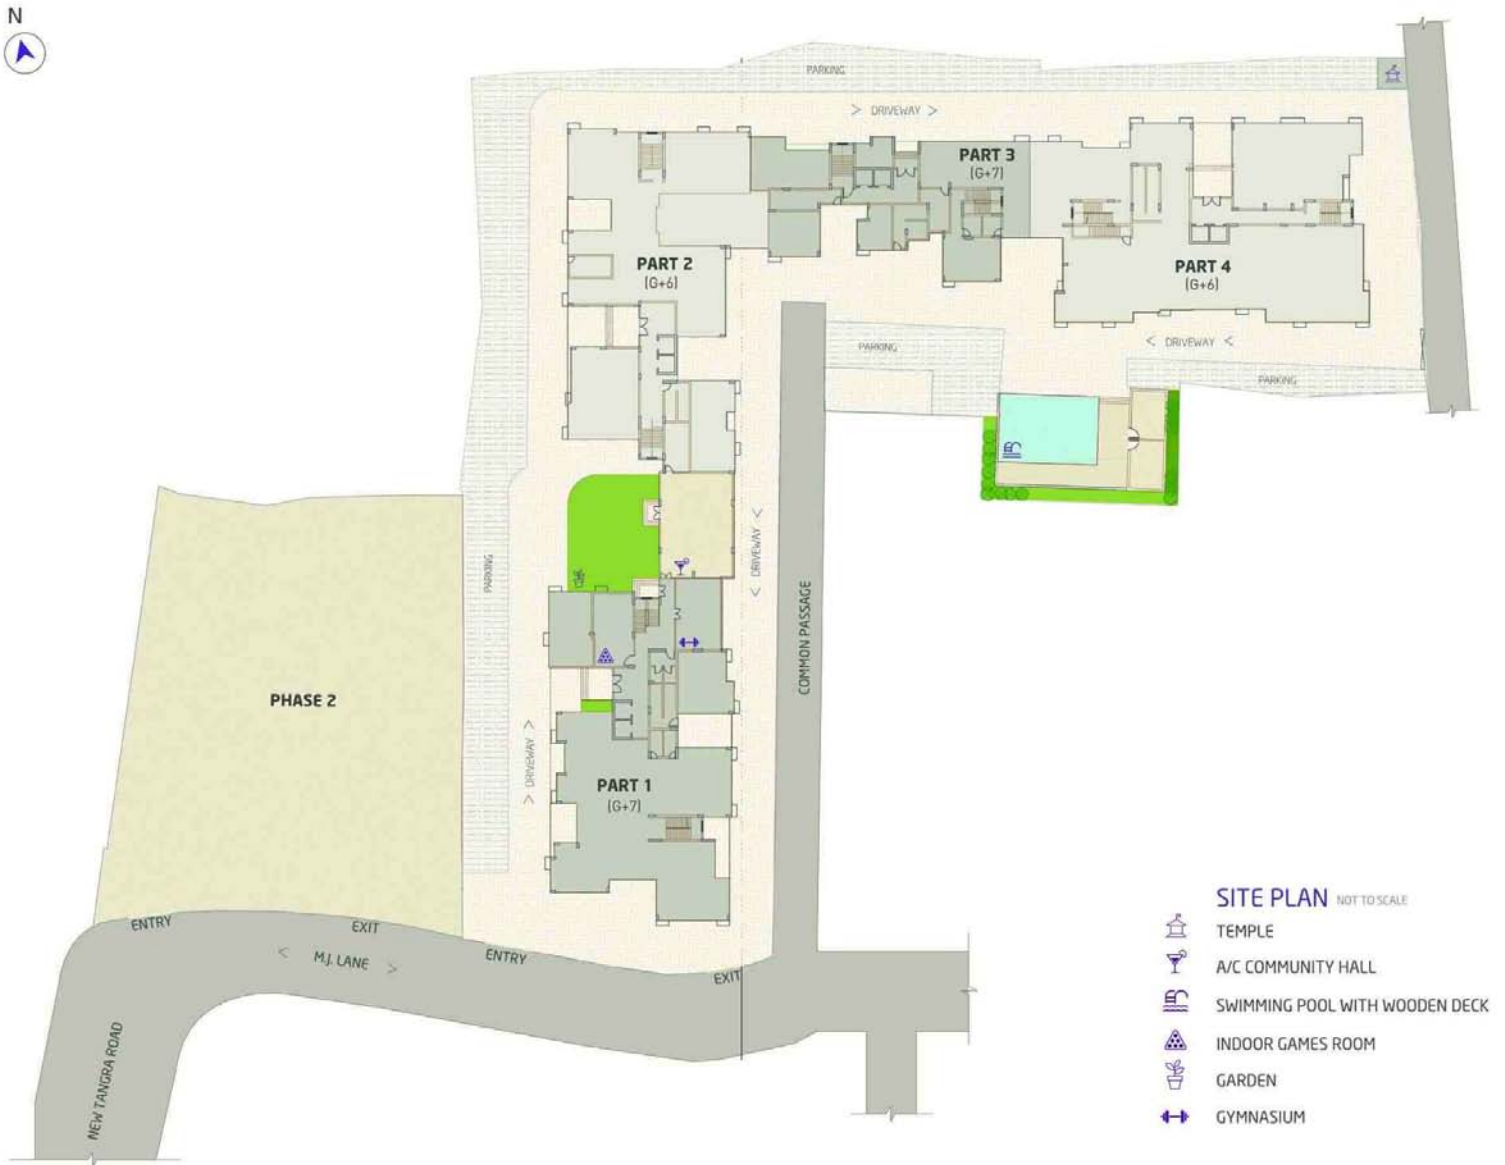 N
PARKING
> DRIVEWAY >
PART 3
(G+7)
PART 2
(G+6)
PART 4
(G+6)
< DRIVEWAY <
PARKING
PARKING
PARKING
< DRIVEWAY <
COMMON PASSAGE
PHASE 2
> DRIVEWAY >
PART 1
(G+7)
ENTRY
EXIT
< M.J. LANE >
ENTRY
EXIT
NEW TANGRA ROAD
SITE PLAN NOT TO SCALE
TEMPLE
A/C COMMUNITY HALL
SWIMMING POOL WITH WOODEN DECK
INDOOR GAMES ROOM
GARDEN
GYMNASIUM